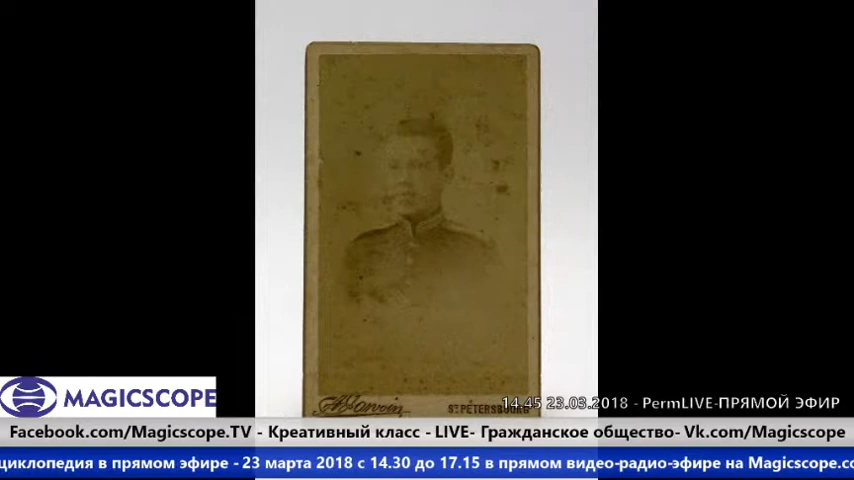 ST PÉTERSBOURG
14.45 23.03.2018 - PermLIVE-ПРЯМОЙ ЭФИР
MAGICSCOPE
Facebook.com/Magicscope.TV - Креативный класс - LIVE- Гражданское общество- Vk.com/Magicscope
циклопедия в прямом эфире - 23 марта 2018 с 14.30 до 17.15 в прямом видео-радио-эфире на Magicscope.co